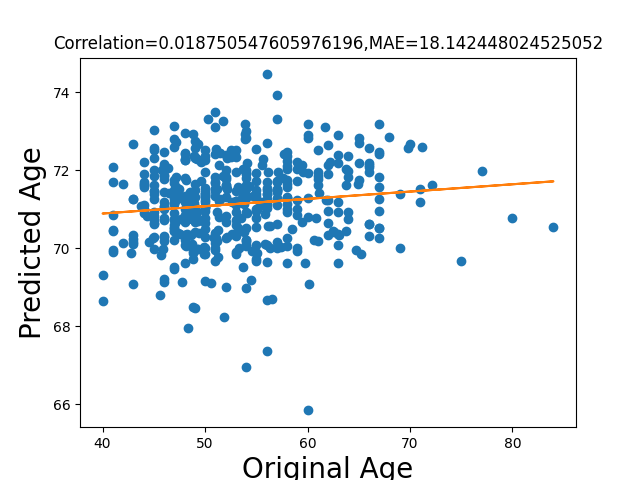 Correlation=0.018750547605976196,MAE=18.142448024525052
74
72
70
68
66
Predicted Age
40 50 60 70 80
Original Age